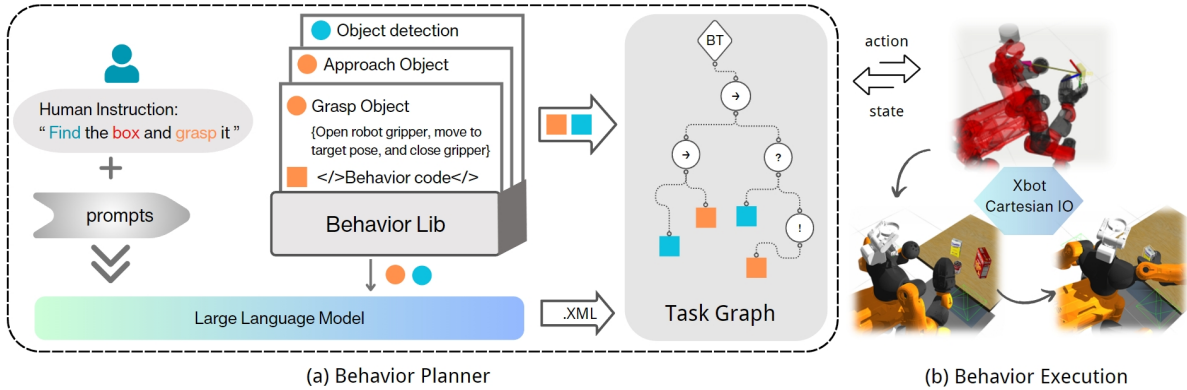 Human Instruction:
“ Find the box and grasp it ”
+
prompts
Object detection
Approach Object
Grasp Object
{Open robot gripper, move to
target pose, and close gripper}
</>Behavior code</>
Behavior Lib
Large Language Model
.XML
BT
→
→
?
!
Task Graph
(a) Behavior Planner
action
state
Xbot
Cartesian IO
(b) Behavior Execution